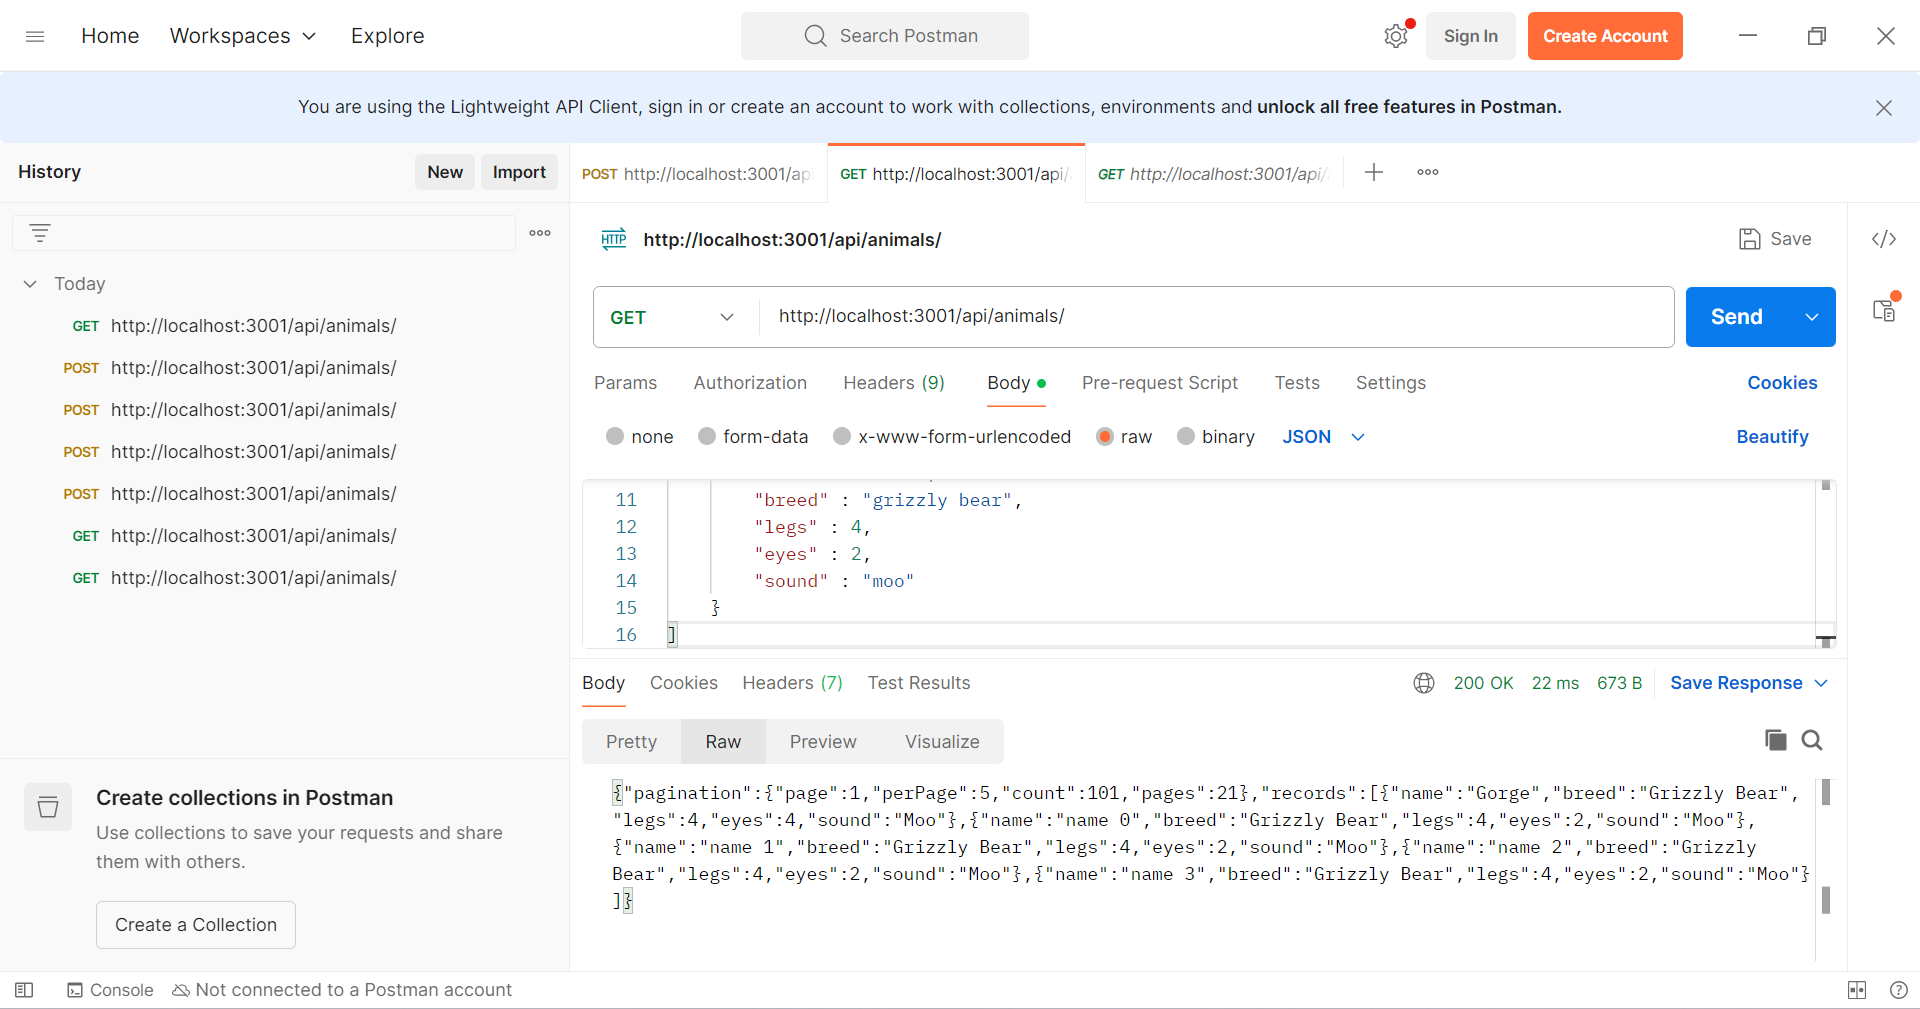 Home Workspaces Explore Search Postman Sign In Create Account
You are using the Lightweight API Client, sign in or create an account to work with collections, environments and unlock all free features in Postman.
History New Import
Today
GET http://localhost:3001/api/animals/
POST http://localhost:3001/api/animals/
POST http://localhost:3001/api/animals/
POST http://localhost:3001/api/animals/
POST http://localhost:3001/api/animals/
GET http://localhost:3001/api/animals/
GET http://localhost:3001/api/animals/
Create collections in Postman
Use collections to save your requests and share
them with others.
Create a Collection
POST http://localhost:3001/ap GET http://localhost:3001/api/ GET http://localhost:3001/api/
HTTP http://localhost:3001/api/animals/ Save
GET http://localhost:3001/api/animals/ Send
Params Authorization Headers (9) Body Pre-request Script Tests Settings Cookies
none form-data x-www-form-urlencoded raw binary JSON Beautify
11 "breed" : "grizzly bear",
12 "legs" : 4,
13 "eyes" : 2,
14 "sound" : "moo"
15 }
16 ]
Body Cookies Headers (7) Test Results 200 OK 22 ms 673 B Save Response
Pretty Raw Preview Visualize
{"pagination":{"page":1,"perPage":5,"count":101,"pages":21},"records":[{"name":"Gorge","breed":"Grizzly Bear",
"legs":4,"eyes":4,"sound":"Moo"},{"name":"name 0","breed":"Grizzly Bear","legs":4,"eyes":2,"sound":"Moo"},
{"name":"name 1","breed":"Grizzly Bear","legs":4,"eyes":2,"sound":"Moo"},{"name":"name 2","breed":"Grizzly
Bear","legs":4,"eyes":2,"sound":"Moo"},{"name":"name 3","breed":"Grizzly Bear","legs":4,"eyes":2,"sound":"Moo"}
]}
Console Not connected to a Postman account